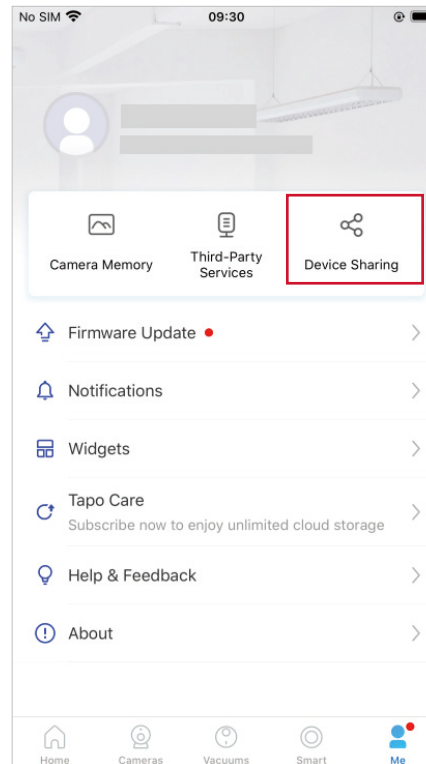 No SIM 09:30
Camera Memory
Third-Party
Services
Device Sharing
Firmware Update
Notifications
Widgets
Tapo Care
Subscribe now to enjoy unlimited cloud storage
Help & Feedback
About
Home Cameras Vacuums Smart Me